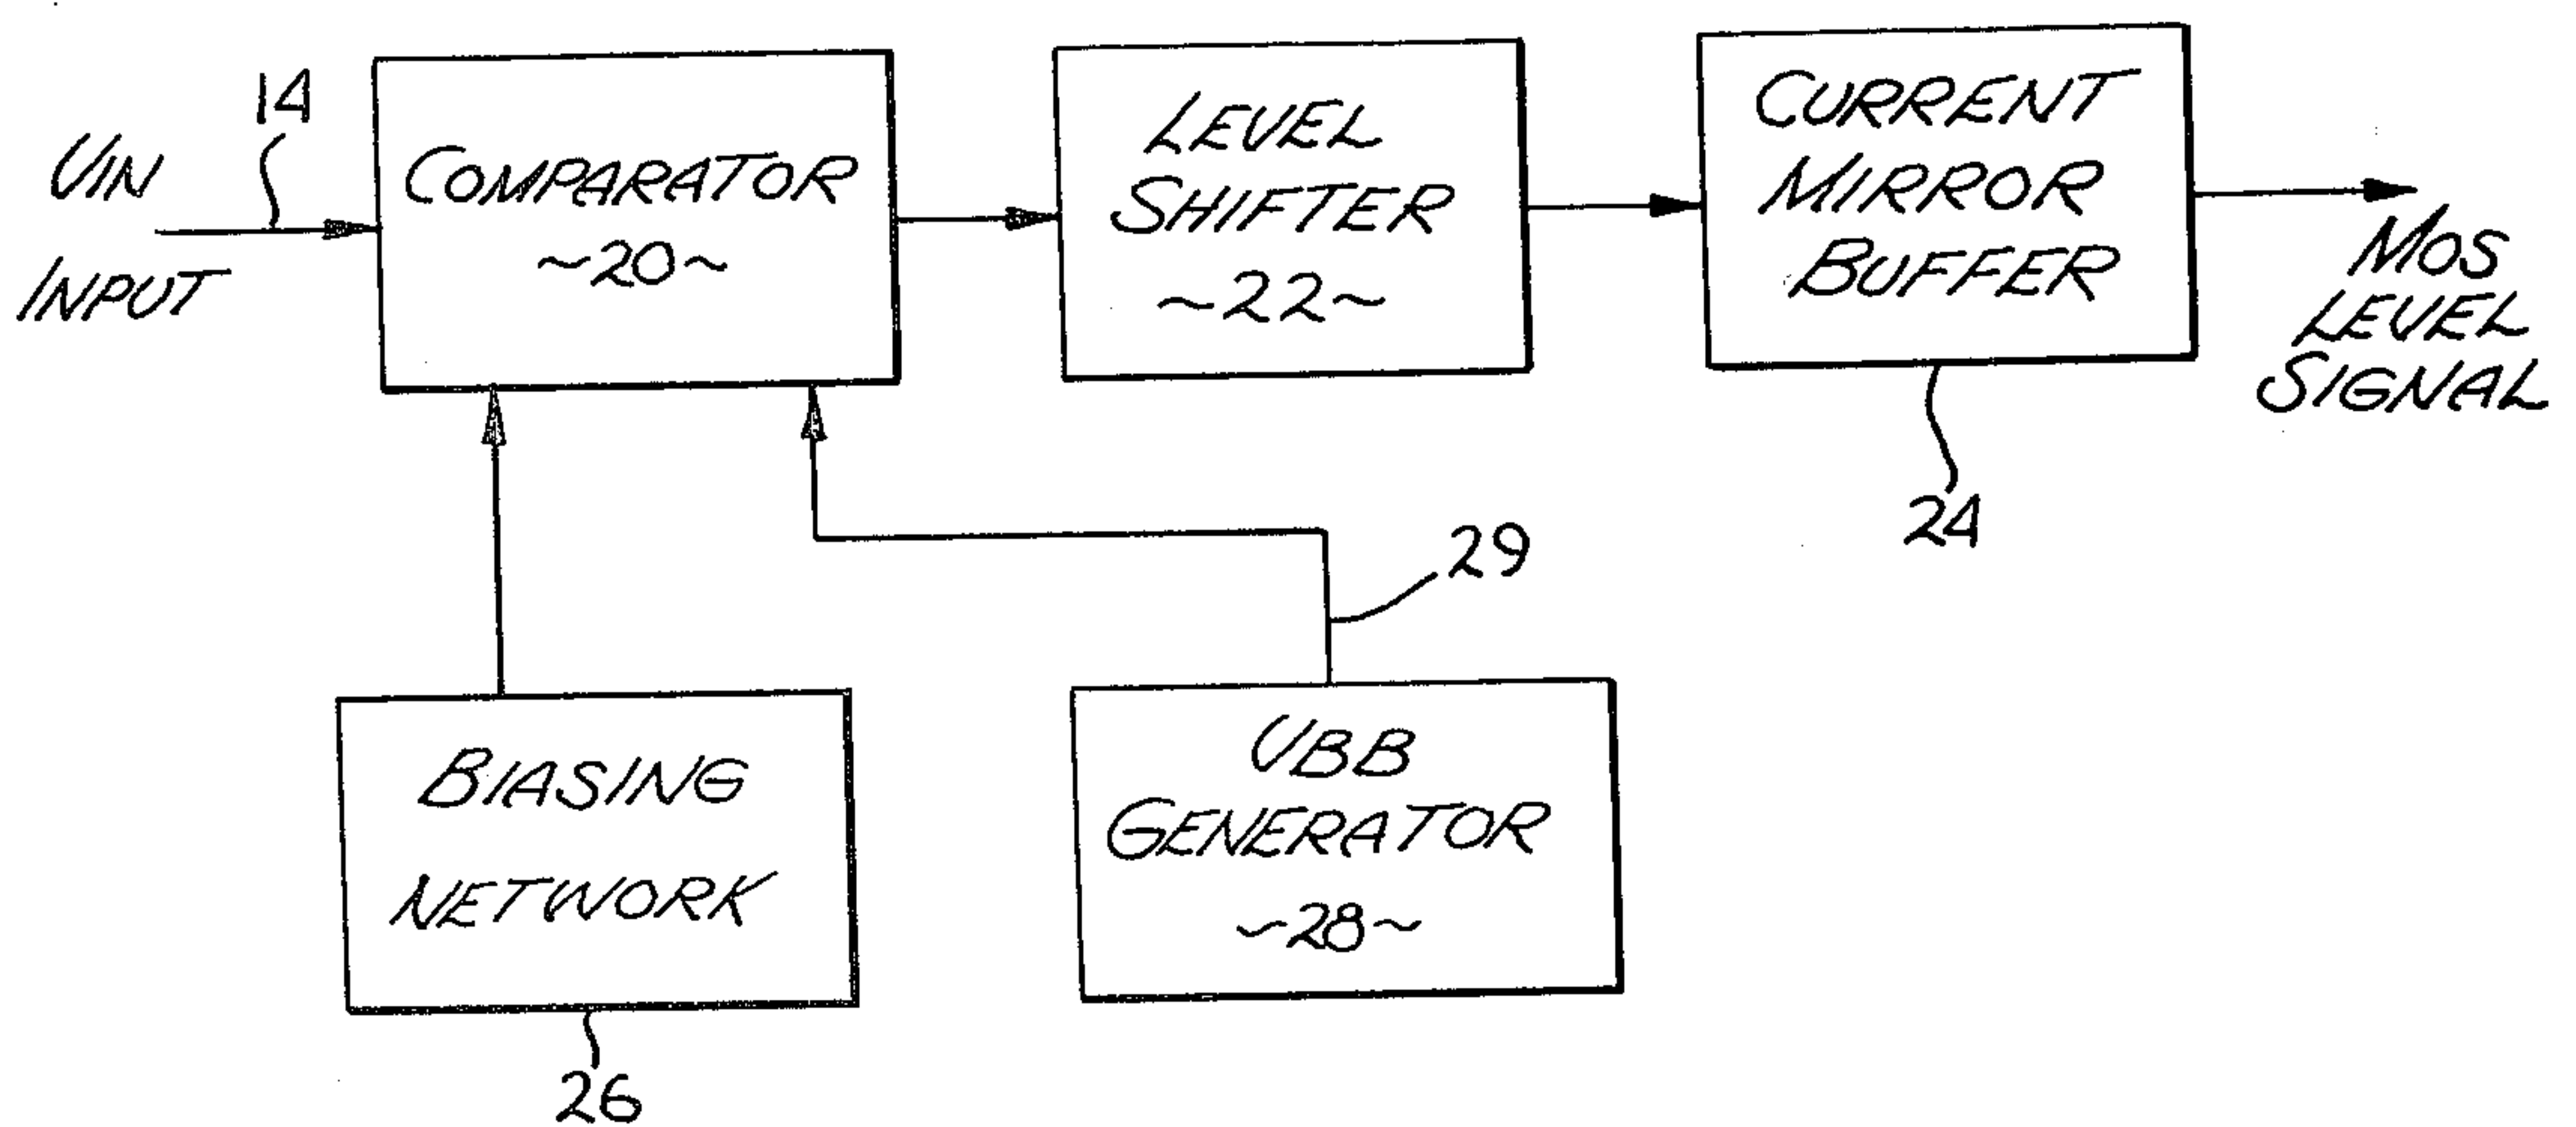 14
VIN
INPUT
COMPARATOR
~20~
LEVEL
SHIFTER
~22~
CURRENT
MIRROR
BUFFER
MOS
LEVEL
SIGNAL
24
29
BIASING
NETWORK
26
VBB
GENERATOR
~28~